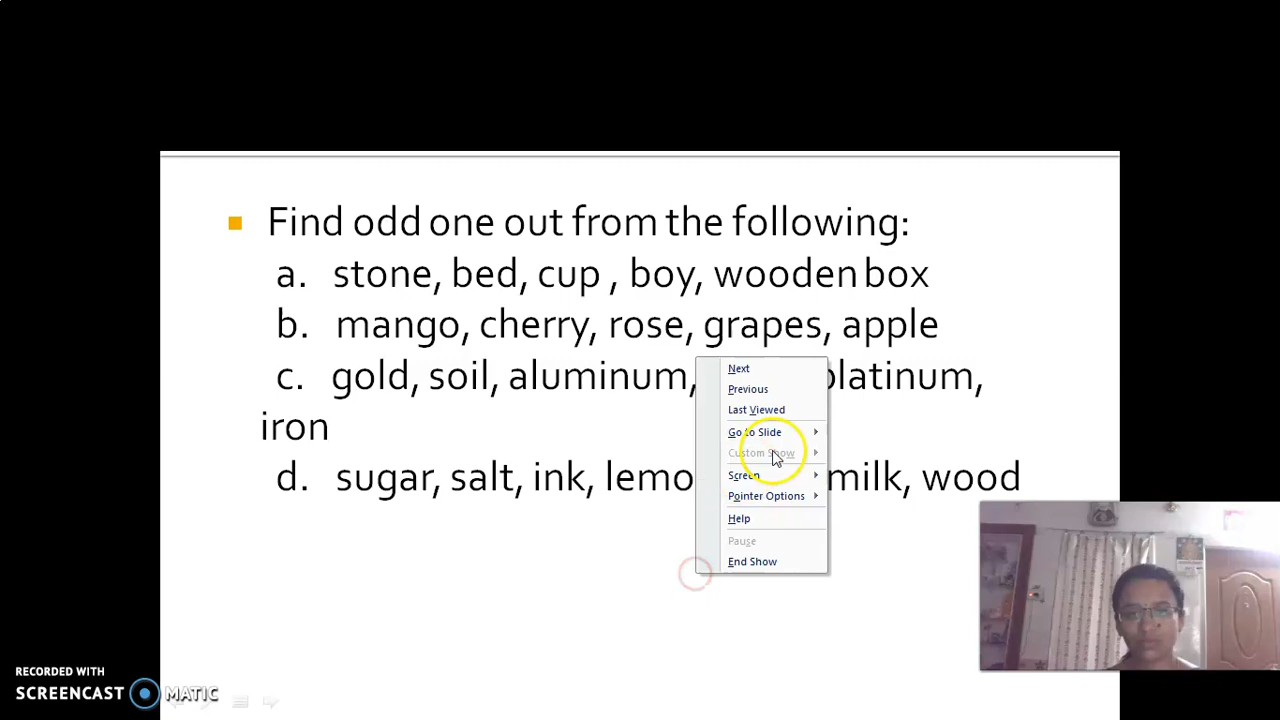 Find odd one out from the following:
a. stone, bed, cup , boy, wooden box
b. mango, cherry, rose, grapes, apple
c. gold, soil, aluminum, platinum,
iron
d. sugar, salt, ink, milk, wood
Next
Previous
Last Viewed
Go to Slide
Custom Show
Screen
Pointer Options
Help
Pause
End Show
RECORDED WITH
SCREENCAST MATIC